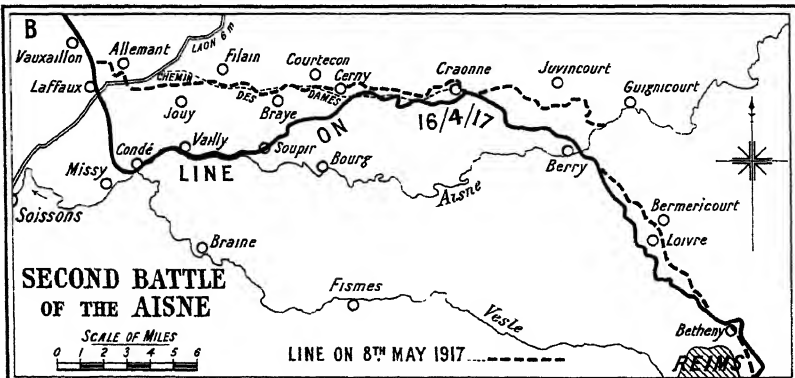 B
Vauxaillon
Allemant
LAON 6 m
Filain
Courtecon
Cerny
Craonne
Juvincourt
Guignicourt
Laffaux
CHEMIN DES DAMES
Jouy
Braye
LINE ON 16/4/17
Condé
Vailly
Soupir
Bourg
Berry
Missy
Aisne
Soissons
Bermericourt
Loivre
Braine
SECOND BATTLE
OF THE AISNE
Fismes
Vesle
Betheny
SCALE OF MILES
0 1 2 3 4 5 6
LINE ON 8TH MAY 1917
REIMS